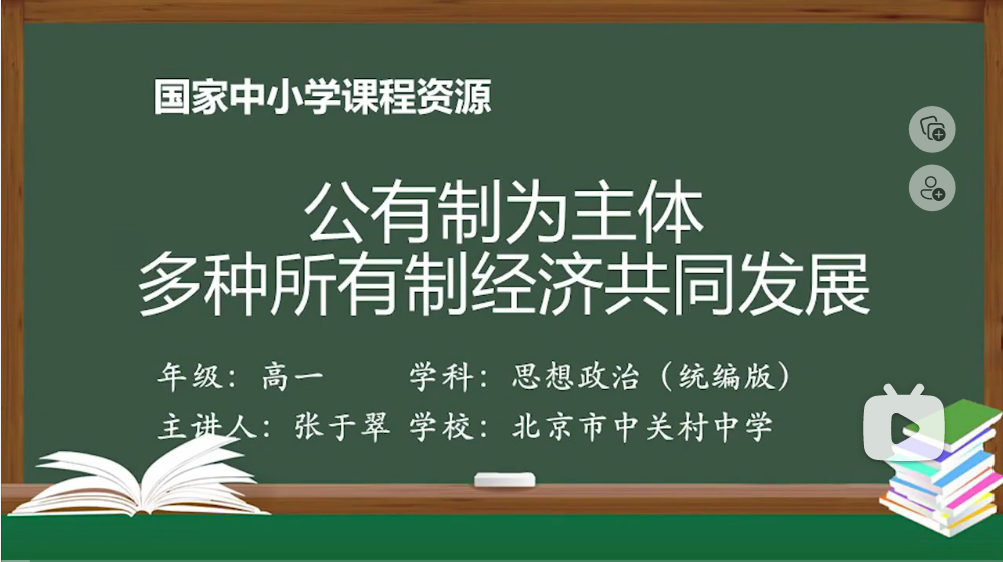 国家中小学课程资源
公有制为主体
多种所有制经济共同发展
年级：高一 学科：思想政治（统编版）
主讲人：张于翠 学校：北京市中关村中学